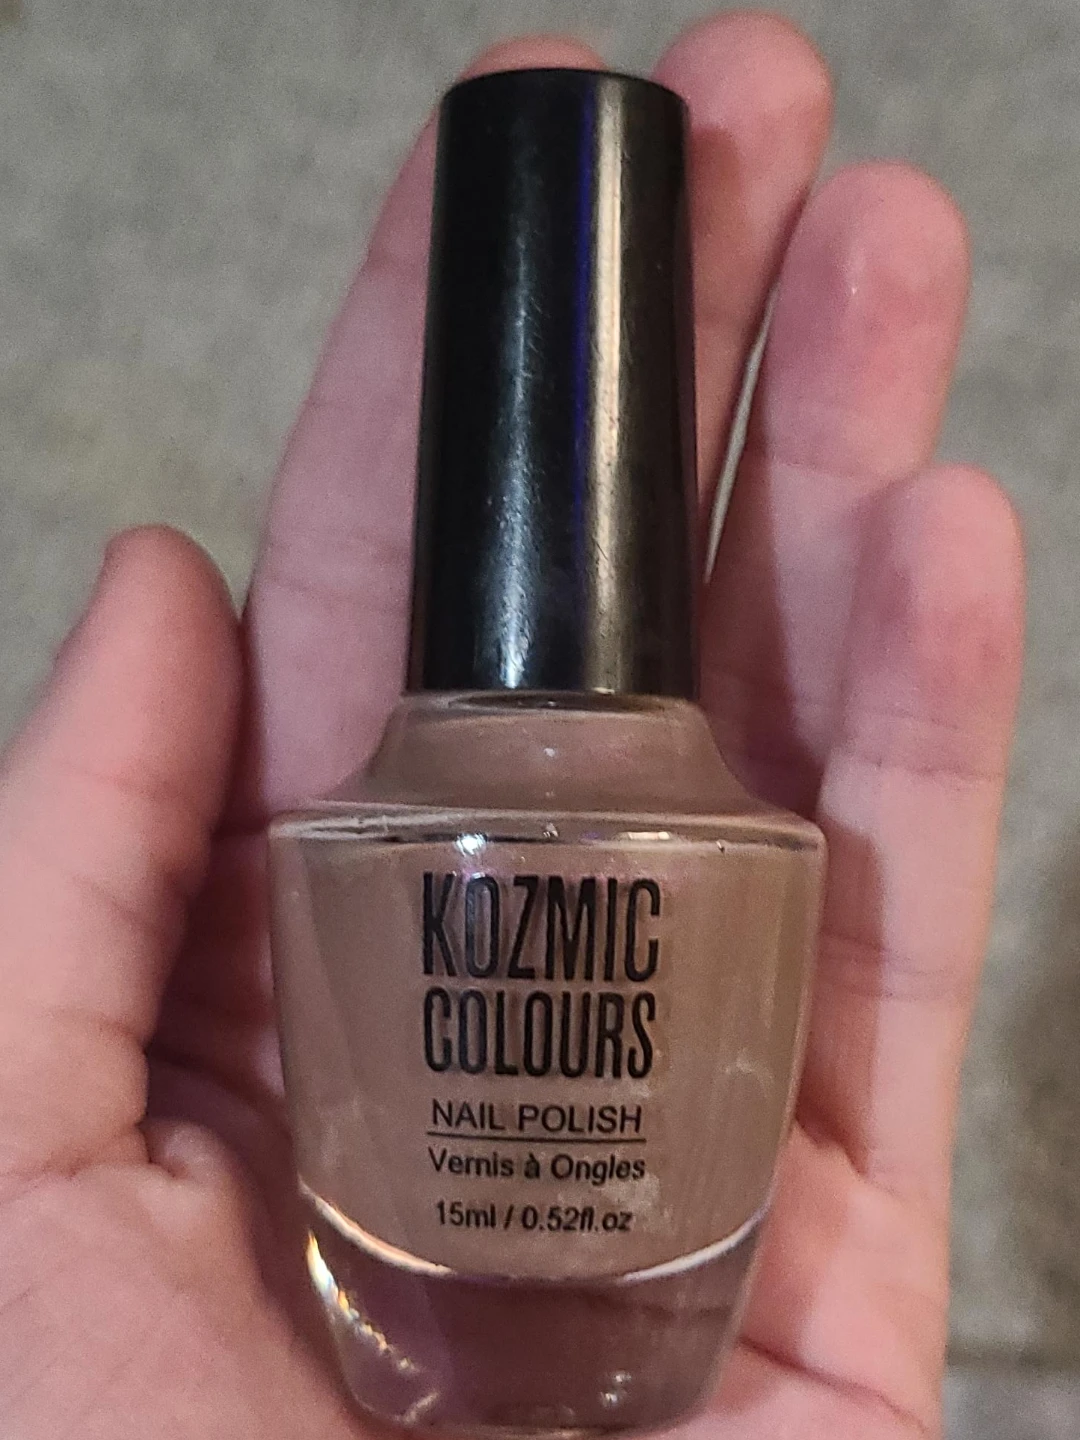 KOZMIC
COLOURS
NAIL POLISH
Vernis à Ongles
15ml / 0.52fl.oz